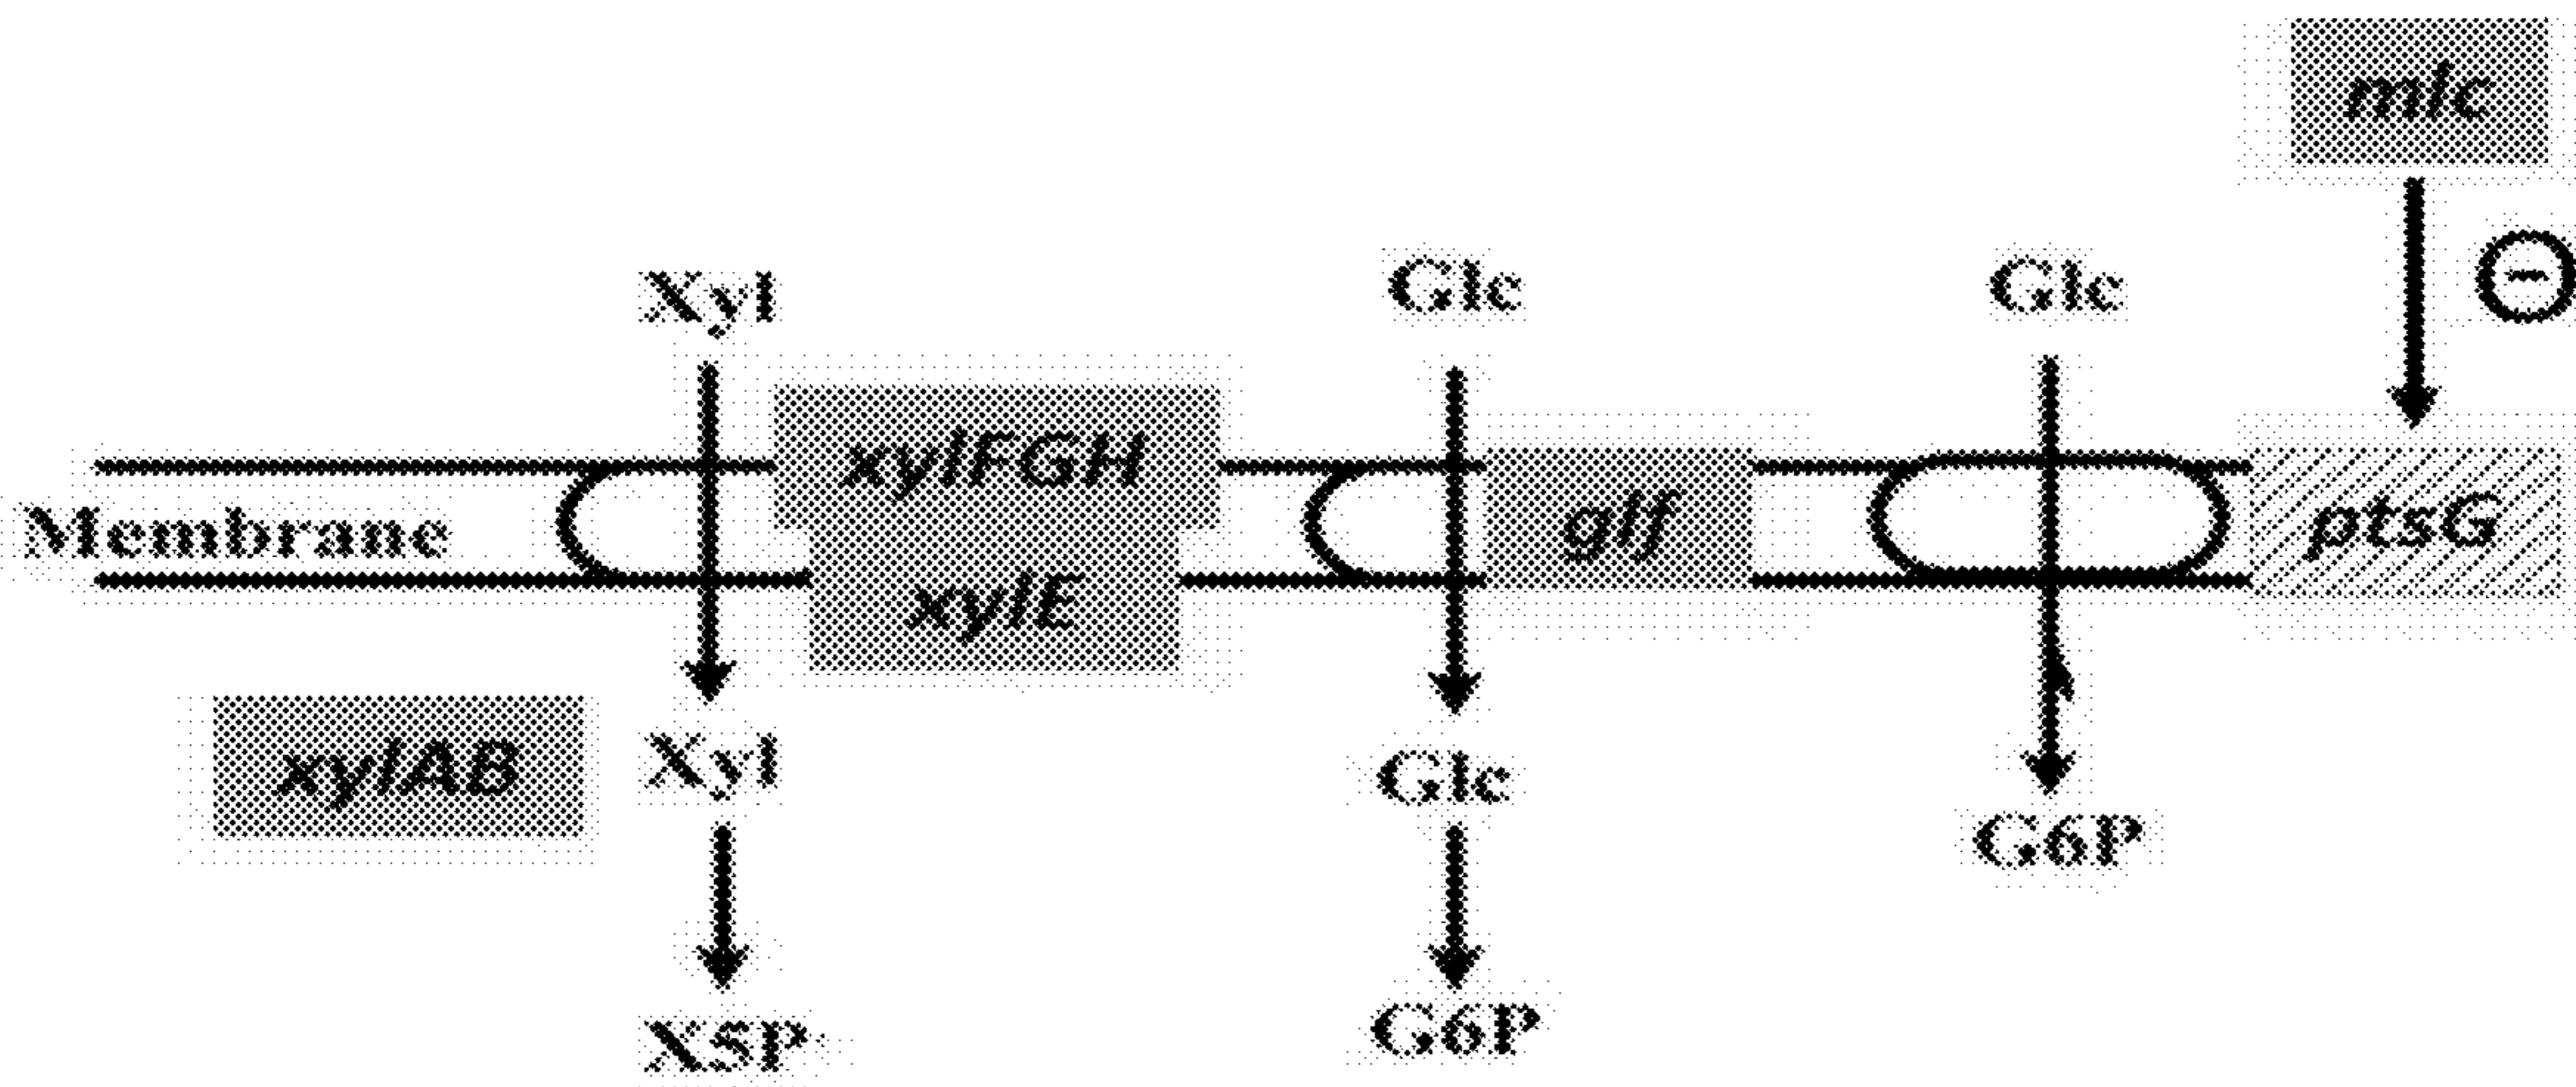 mlc
Xyl
Glc
Glc
⊖
xylFGH
glf
ptsG
Membrane
xylE
xylAB
Xyl
Glc
G6P
X5P
G6P